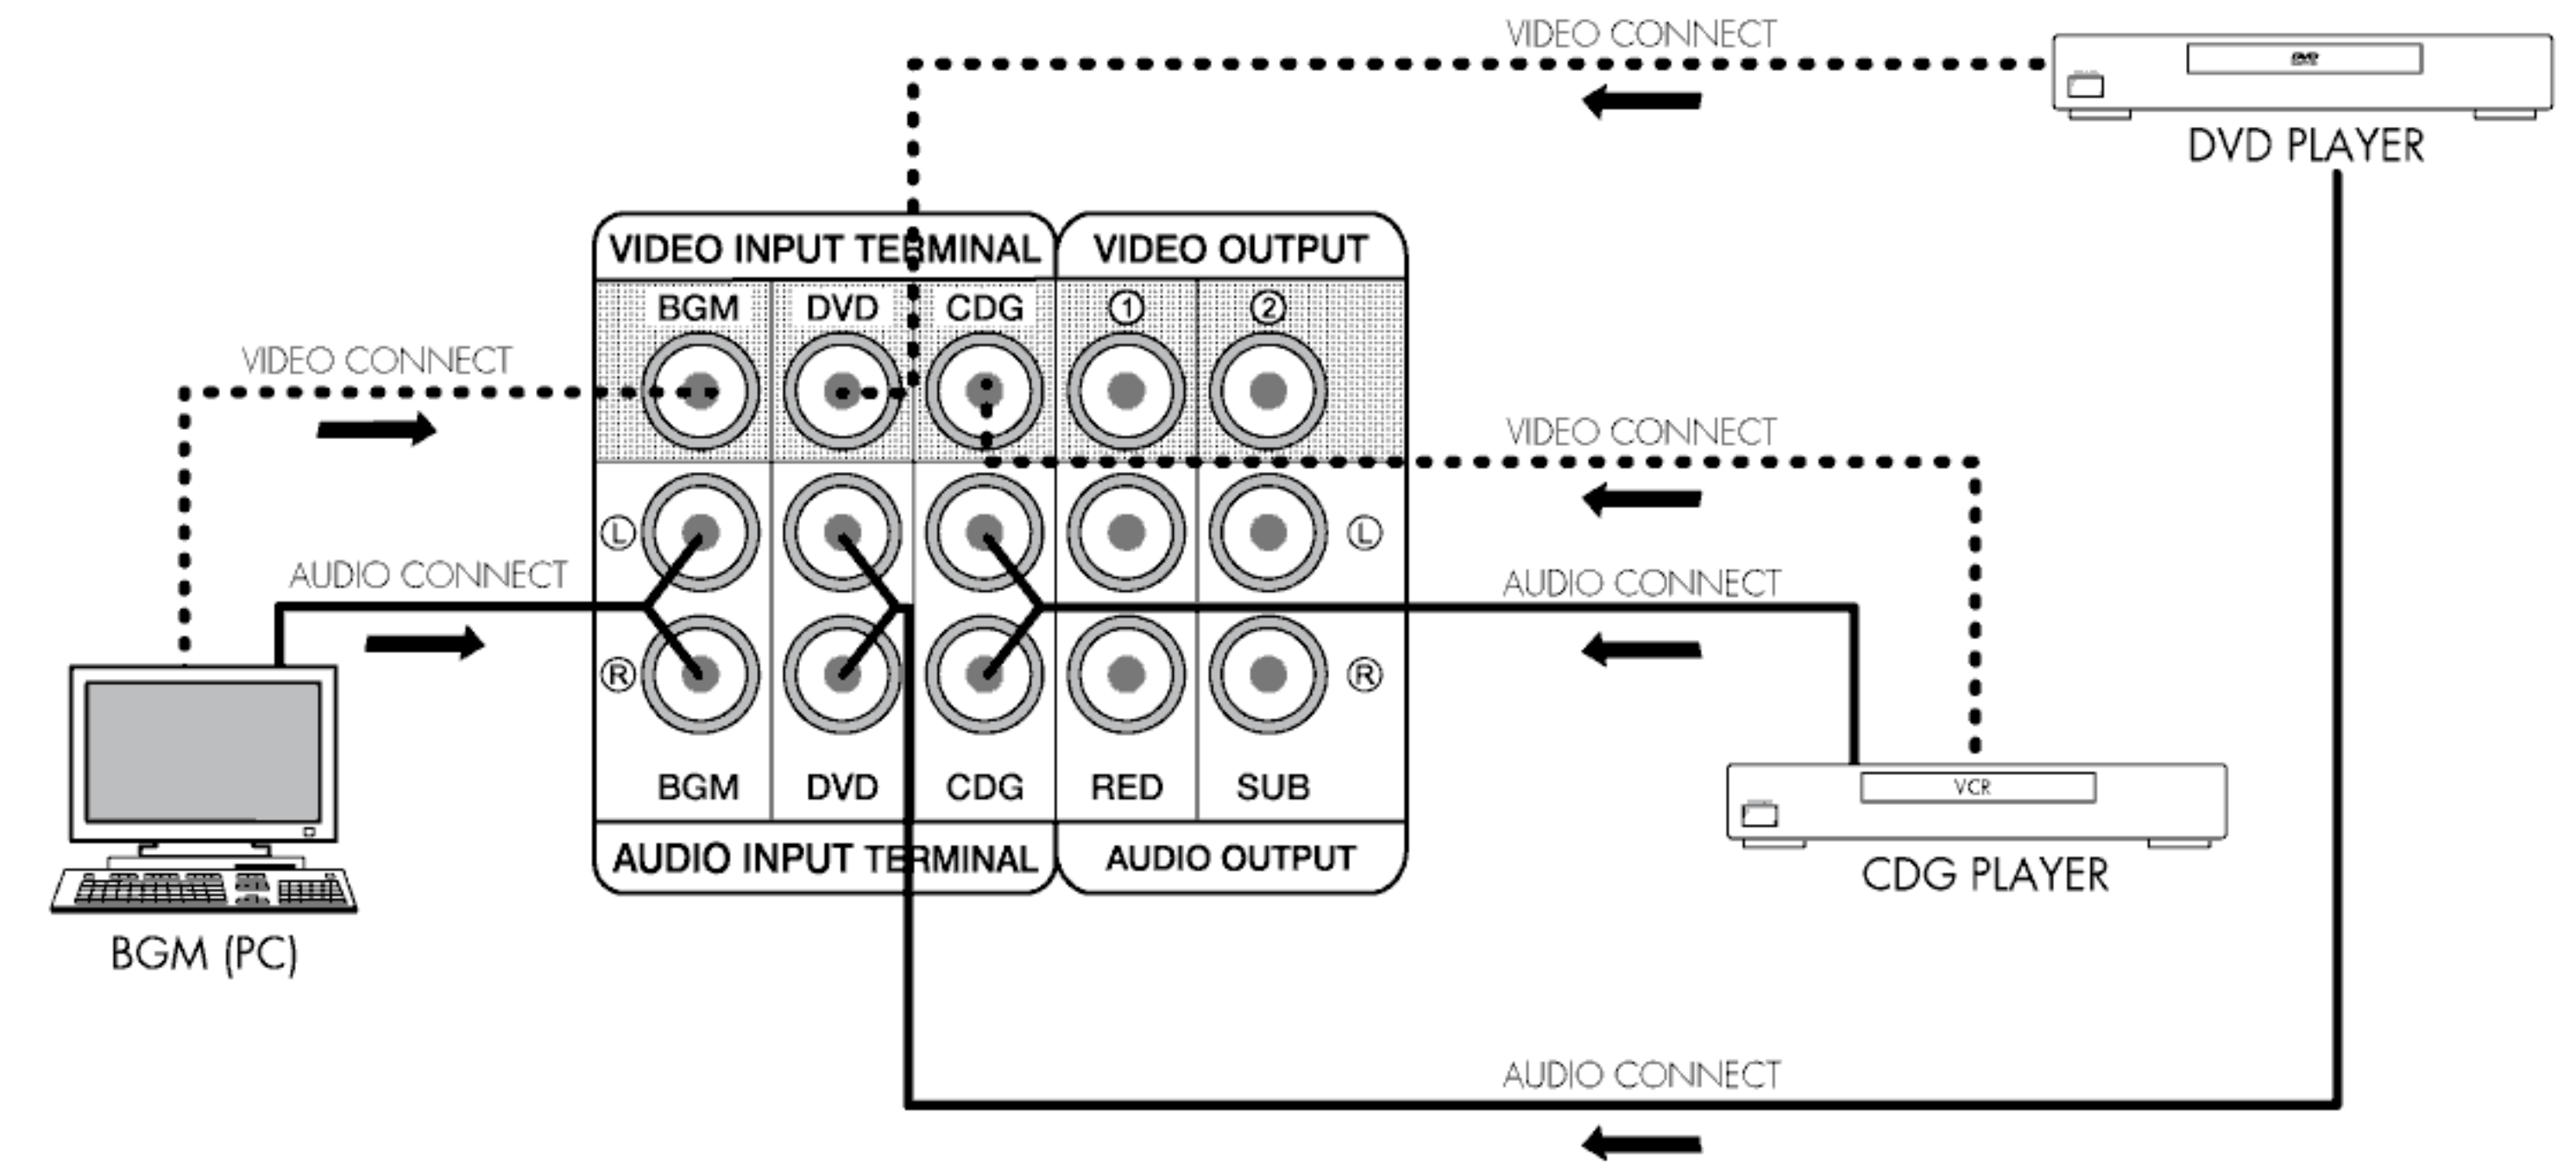 VIDEO CONNECT
DVD
DVD PLAYER
VIDEO INPUT TERMINAL
VIDEO OUTPUT
BGM
DVD
CDG
①
②
VIDEO CONNECT
VIDEO CONNECT
Ⓛ
Ⓛ
AUDIO CONNECT
AUDIO CONNECT
Ⓡ
Ⓡ
BGM
DVD
CDG
RED
SUB
VCR
AUDIO INPUT TERMINAL
AUDIO OUTPUT
CDG PLAYER
BGM (PC)
AUDIO CONNECT